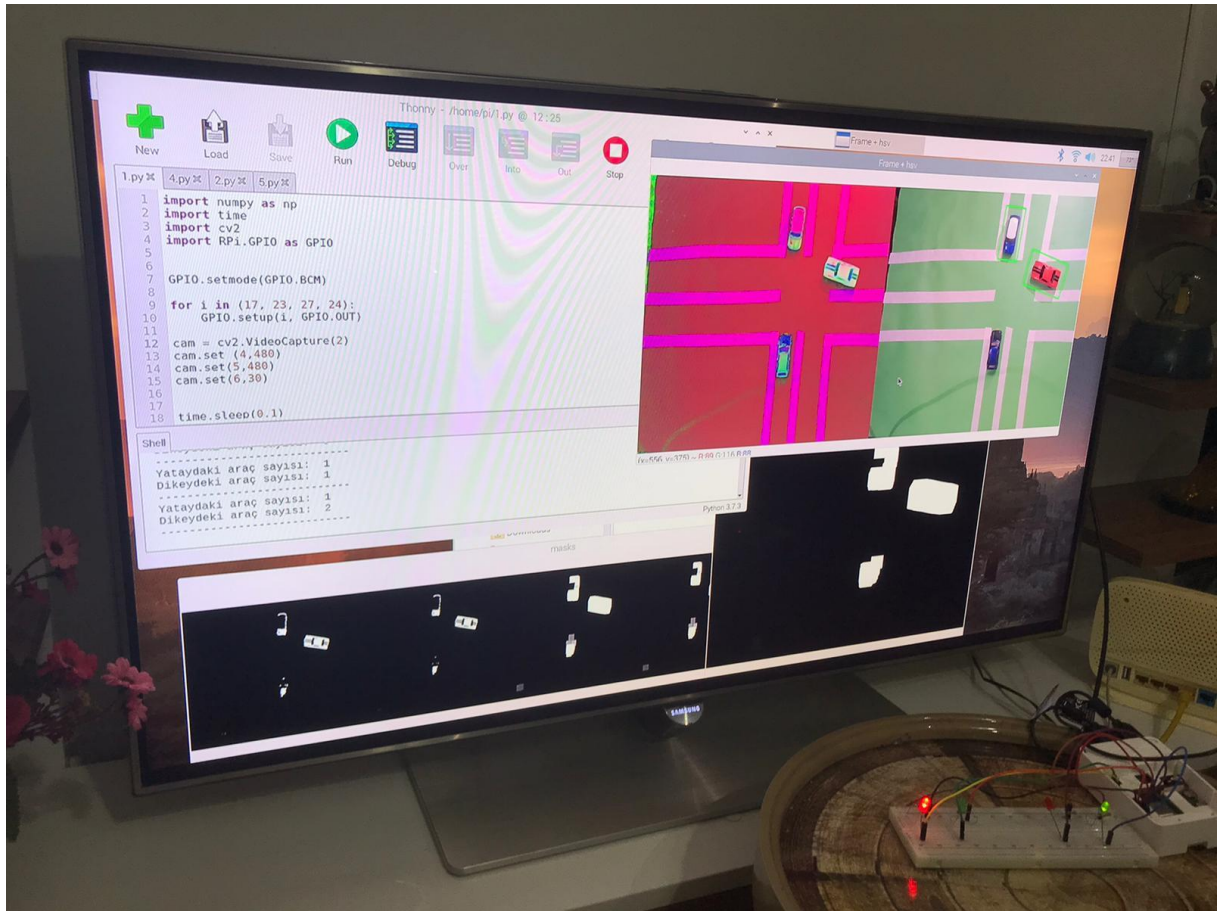 Thonny - /home/pi/1.py @ 12:25
New
Load
Save
Run
Debug
Over
Into
Out
Stop
1.py
4.py
2.py
5.py
1 import numpy as np
2 import time
3 import cv2
4 import RPi.GPIO as GPIO
5
6
7 GPIO.setmode(GPIO.BCM)
8
9 for i in (17, 23, 27, 24):
10 GPIO.setup(i, GPIO.OUT)
11
12 cam = cv2.VideoCapture(2)
13 cam.set (4,480)
14 cam.set(5,480)
15 cam.set(6,30)
16
17
18 time.sleep(0.1)
Shell
--------------------------
Yataydaki araç sayısı: 1
Dikeydeki araç sayısı: 1
--------------------------
Yataydaki araç sayısı: 1
Dikeydeki araç sayısı: 2
--------------------------
Python 3.7.3
Frame + hsv
22:41
Frame + hsv
(x=556, y=375) ~ R:89 G:116 B:88
masks
SAMSUNG